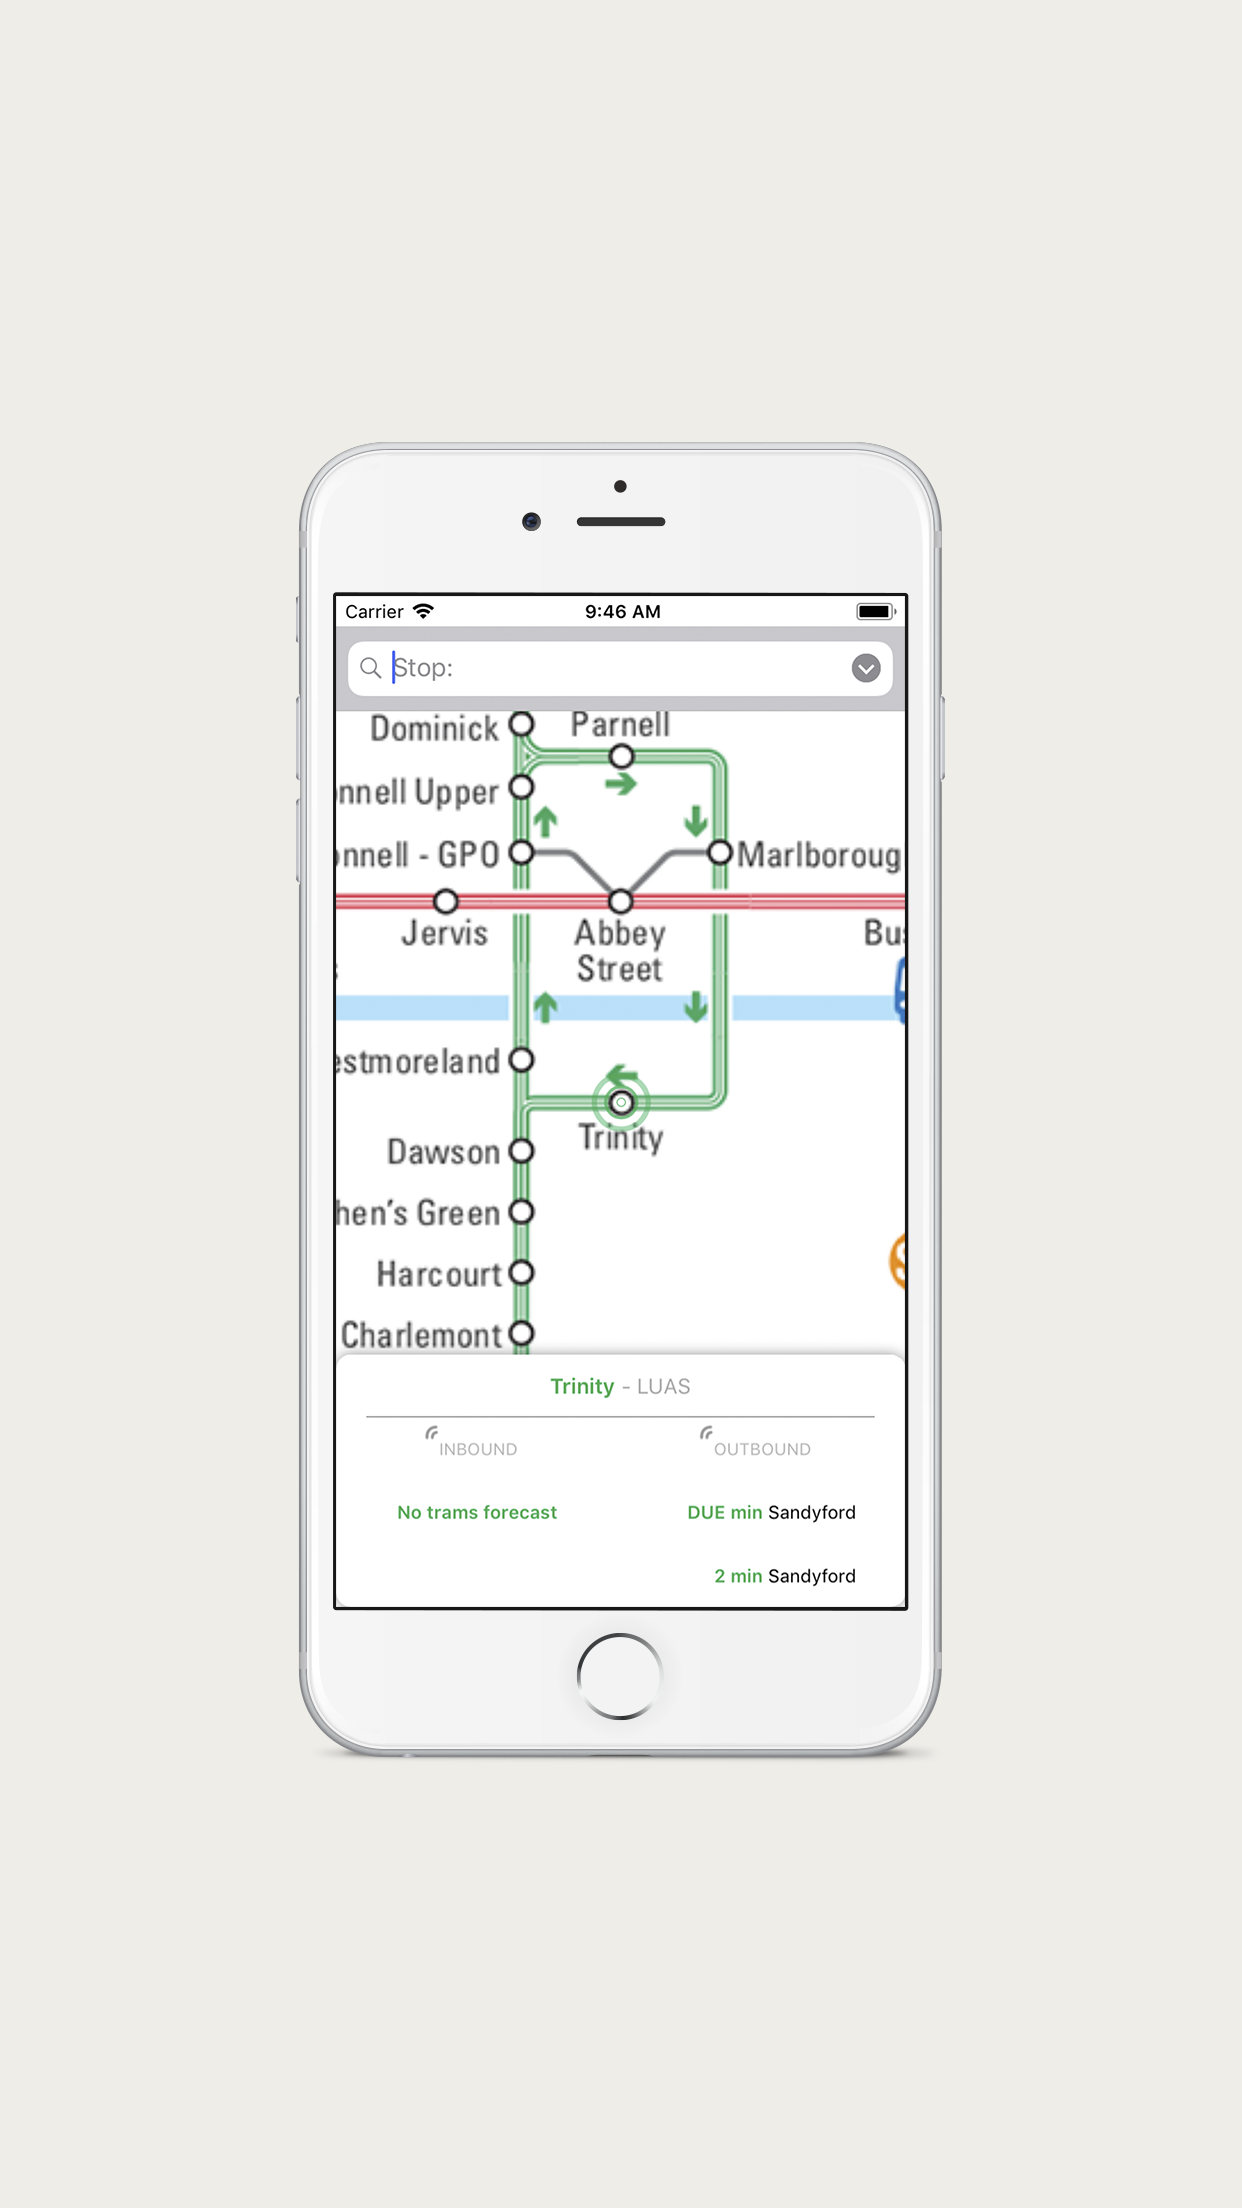 Carrier 9:46 AM
Stop:
Dominick Parnell
nnell Upper
nnell - GPO Marlboroug
Jervis Abbey Bus
Street
estmoreland
Trinity
Dawson
hen's Green
Harcourt
Charlemont
Trinity - LUAS
INBOUND OUTBOUND
No trams forecast DUE min Sandyford
2 min Sandyford